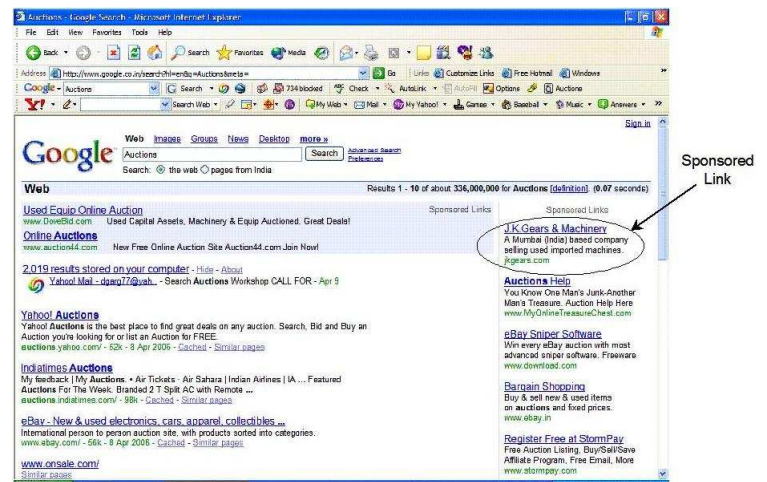 Auctions - Google Search - Microsoft Internet Explorer
File Edit View Favorites Tools Help
Back Search Favorites Media
Address http://www.google.co.in/search?hl=en&q=Auctions&meta= Go Links Customize Links Free Hotmail Windows
Google Auctions Search 734 blocked Check AutoLink AutoFill Options Auctions
Y! Search Web My Web Mail My Yahoo! Games Baseball Music Answers
Sign in
Google
Web Images Groups News Desktop more »
Auctions Search Advanced Search
Preferences
Search: the web pages from India
Web Results 1 - 10 of about 336,000,000 for Auctions [definition]. (0.07 seconds)
Used Equip Online Auction Sponsored Links
www.DoveBid.com Used Capital Assets, Machinery & Equip Auctioned. Great Deals!
Online Auctions
www.auction44.com New Free Online Auction Site Auction44.com Join Now!
2,019 results stored on your computer - Hide - About
Yahoo! Mail - dgarg77@yah.. - Search Auctions Workshop CALL FOR - Apr 9
Yahoo! Auctions
Yahoo! Auctions is the best place to find great deals on any auction. Search, Bid and Buy an
Auction you're looking for or list an Auction for FREE.
auctions.yahoo.com/ - 52k - 8 Apr 2006 - Cached - Similar pages
Indiatimes Auctions
My feedback | My Auctions. • Air Tickets · Air Sahara | Indian Airlines | IA ... Featured
Auctions For The Week. Branded 2 T Split AC with Remote ...
auctions.indiatimes.com/ - 98k - Cached - Similar pages
eBay - New & used electronics, cars, apparel, collectibles ...
International person to person auction site, with products sorted into categories.
www.ebay.com/ - 56k - 8 Apr 2006 - Cached - Similar pages
www.onsale.com/
Similar pages
Sponsored Links
J.K.Gears & Machinery
A Mumbai (India) based company
selling used imported machines.
jkgears.com
Auctions Help
You Know One Man's Junk-Another
Man's Treasure. Auction Help Here
www.MyOnlineTreasureChest.com
eBay Sniper Software
Win every eBay auction with most
advanced sniper software. Freeware
www.download.com
Bargain Shopping
Buy & sell new & used items
on auctions and fixed prices.
www.ebay.in
Register Free at StormPay
Free Auction Listing, Buy/Sell/Save
Affiliate Program, Free Email, More
www.stormpay.com
Sponsored
Link